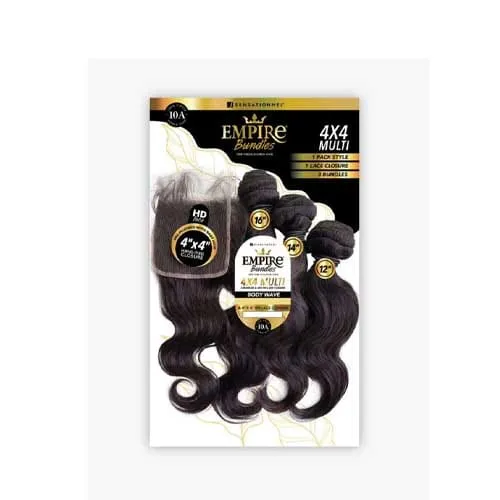 10A
SENSATIONNEL
EMPIRE
Bundles
4X4
MULTI
1 PACK STYLE
1 LACE CLOSURE
3 BUNDLES
HD
lace
4"x4"
CLOSURE
16"
14"
12"
EMPIRE
Bundles
4X4 MULTI
BODY WAVE
10A